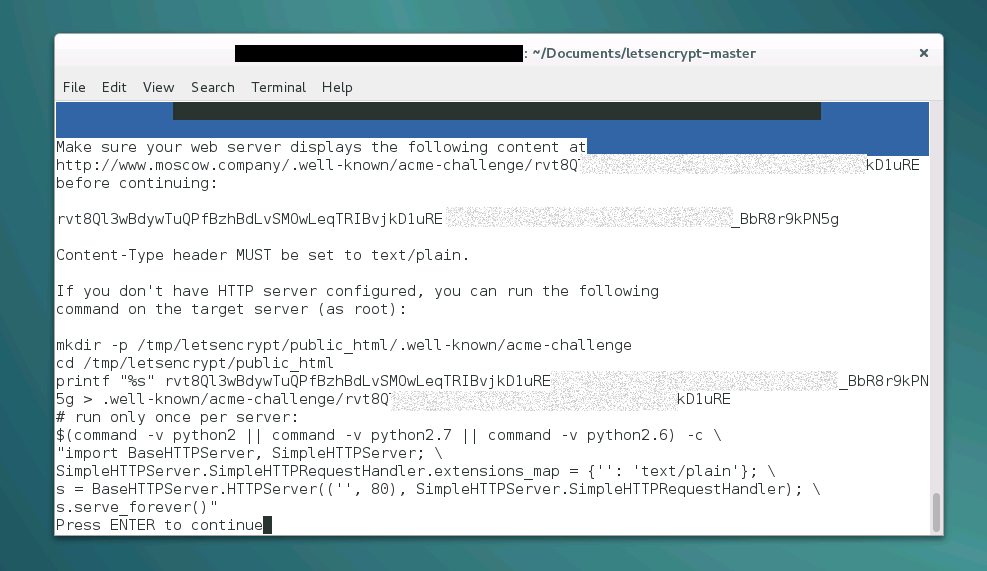 : ~/Documents/letsencrypt-master ×
File Edit View Search Terminal Help
Make sure your web server displays the following content at
http://www.moscow.company/.well-known/acme-challenge/rvt8Q kD1uRE
before continuing:
rvt8Ql3wBdywTuQPfBzhBdLvSMOwLeqTRIBvjkD1uRE _BbR8r9kPN5g
Content-Type header MUST be set to text/plain.
If you don't have HTTP server configured, you can run the following
command on the target server (as root):
mkdir -p /tmp/letsencrypt/public_html/.well-known/acme-challenge
cd /tmp/letsencrypt/public_html
printf "%s" rvt8Ql3wBdywTuQPfBzhBdLvSMOwLeqTRIBvjkD1uRE _BbR8r9kPN
5g > .well-known/acme-challenge/rvt8Q kD1uRE
# run only once per server:
$(command -v python2 || command -v python2.7 || command -v python2.6) -c \
"import BaseHTTPServer, SimpleHTTPServer; \
SimpleHTTPServer.SimpleHTTPRequestHandler.extensions_map = {'': 'text/plain'}; \
s = BaseHTTPServer.HTTPServer(('', 80), SimpleHTTPServer.SimpleHTTPRequestHandler); \
s.serve_forever()"
Press ENTER to continue